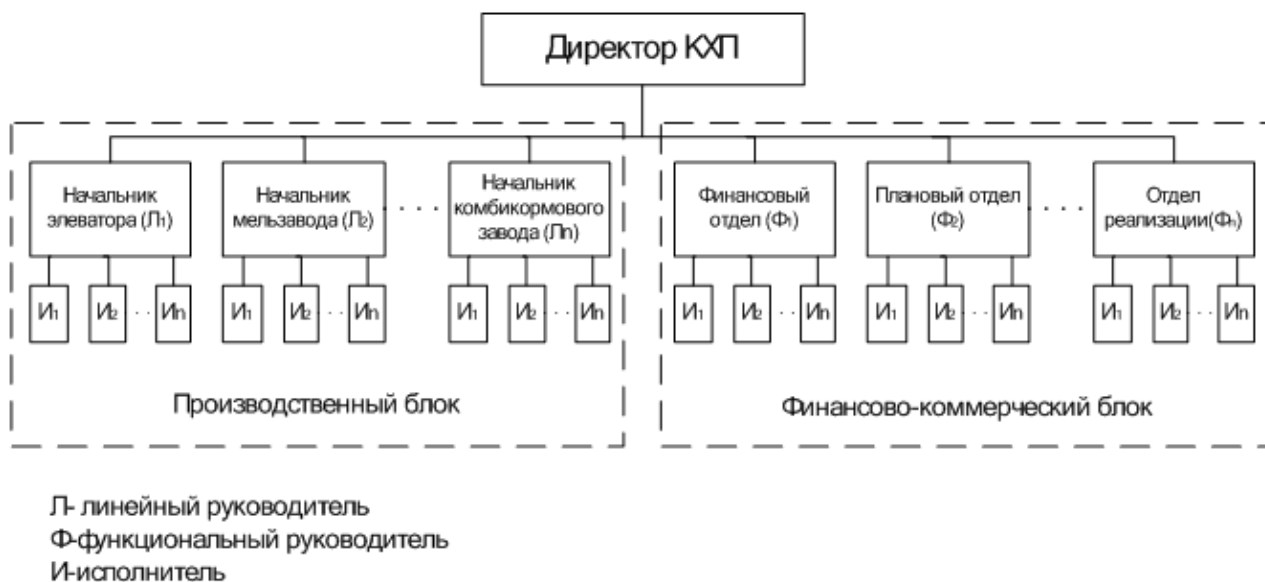 Директор КХП
Начальник
элеватора (Л₁)
Начальник
мельзавода (Л₂)
. . . .
Начальник
комбикормового
завода (Лn)
Финансовый
отдел (Ф₁)
Плановый отдел
(Ф₂)
. . . .
Отдел
реализации(Фₙ)
И₁ И₂ . . . Иn И₁ И₂ . . . Иn И₁ И₂ . . . Иn И₁ И₂ . . . Иn И₁ И₂ . . . Иn И₁ И₂ . . . Иn
Производственный блок
Финансово-коммерческий блок
Л- линейный руководитель
Ф-функциональный руководитель
И-исполнитель